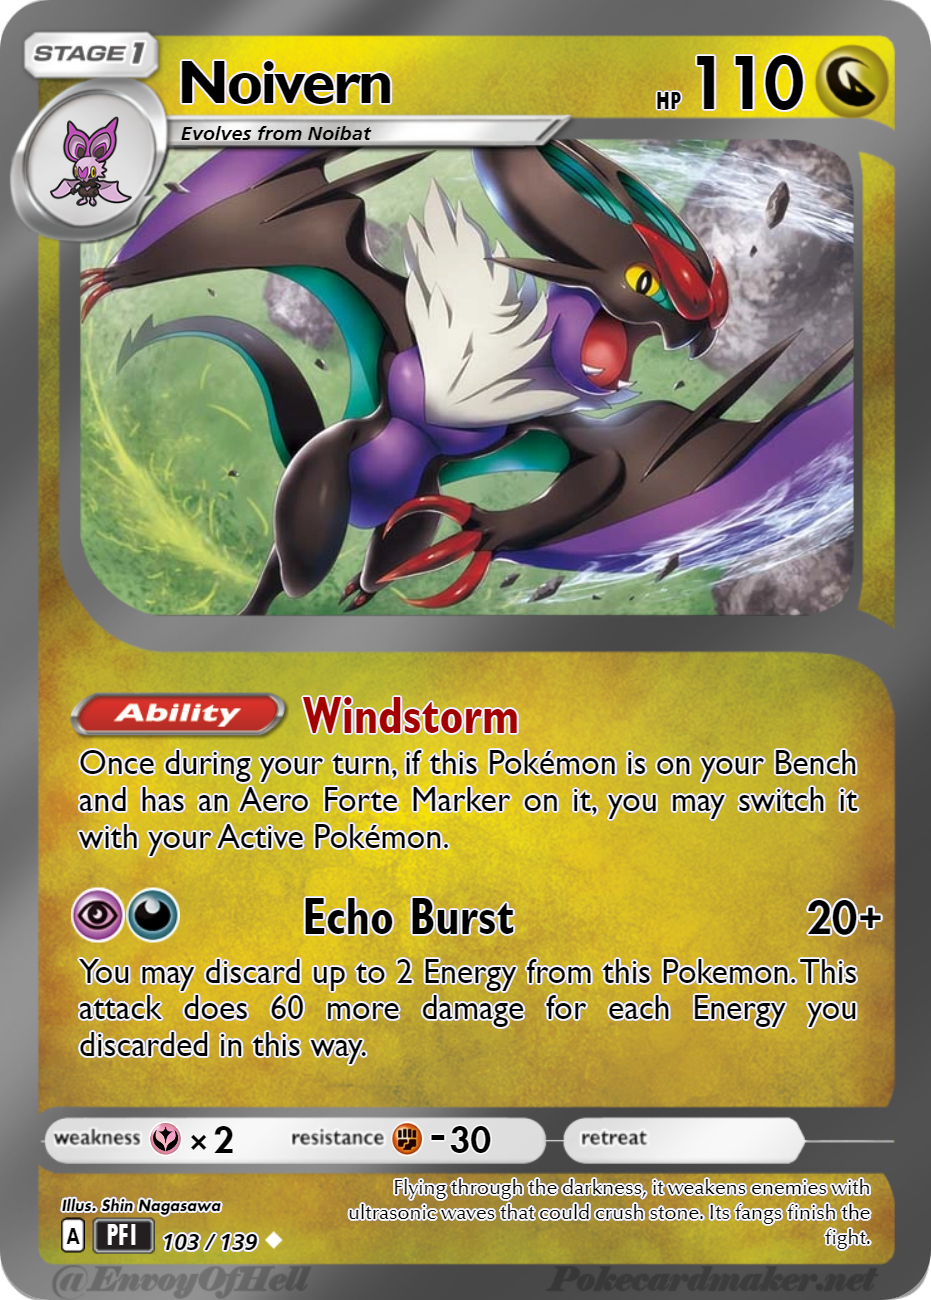 STAGE 1
Noivern
HP 110
Evolves from Noibat
Ability Windstorm
Once during your turn, if this Pokémon is on your Bench
and has an Aero Forte Marker on it, you may switch it
with your Active Pokémon.
Echo Burst 20+
You may discard up to 2 Energy from this Pokemon. This
attack does 60 more damage for each Energy you
discarded in this way.
weakness ×2 resistance -30 retreat
Flying through the darkness, it weakens enemies with
ultrasonic waves that could crush stone. Its fangs finish the
fight.
Illus. Shin Nagasawa
A PFI 103 / 139
@EnvoyOfHell Pokecardmaker.net